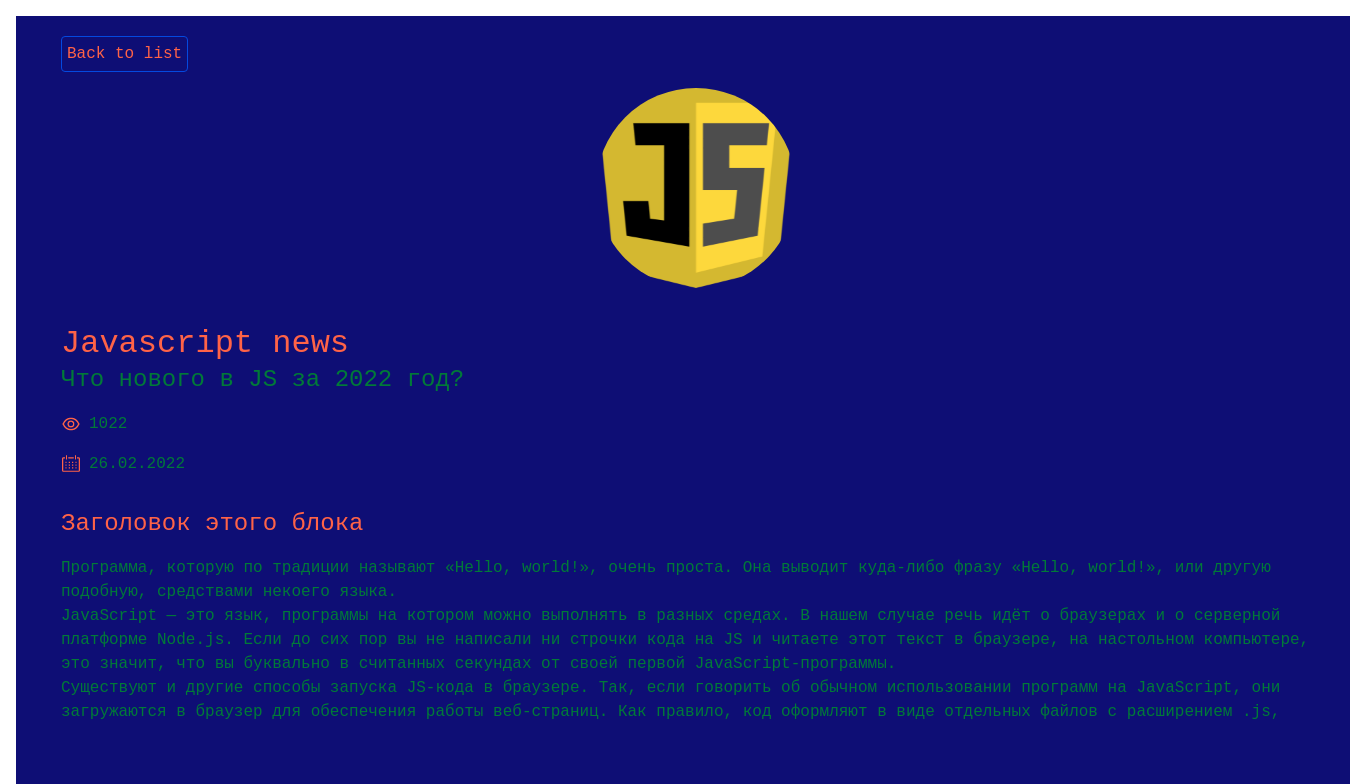 Back to list
JS
Javascript news
Что нового в JS за 2022 год?
1022
26.02.2022
Заголовок этого блока
Программа, которую по традиции называют «Hello, world!», очень проста. Она выводит куда-либо фразу «Hello, world!», или другую
подобную, средствами некоего языка.
JavaScript — это язык, программы на котором можно выполнять в разных средах. В нашем случае речь идёт о браузерах и о серверной
платформе Node.js. Если до сих пор вы не написали ни строчки кода на JS и читаете этот текст в браузере, на настольном компьютере,
это значит, что вы буквально в считанных секундах от своей первой JavaScript-программы.
Существуют и другие способы запуска JS-кода в браузере. Так, если говорить об обычном использовании программ на JavaScript, они
загружаются в браузер для обеспечения работы веб-страниц. Как правило, код оформляют в виде отдельных файлов с расширением .js,